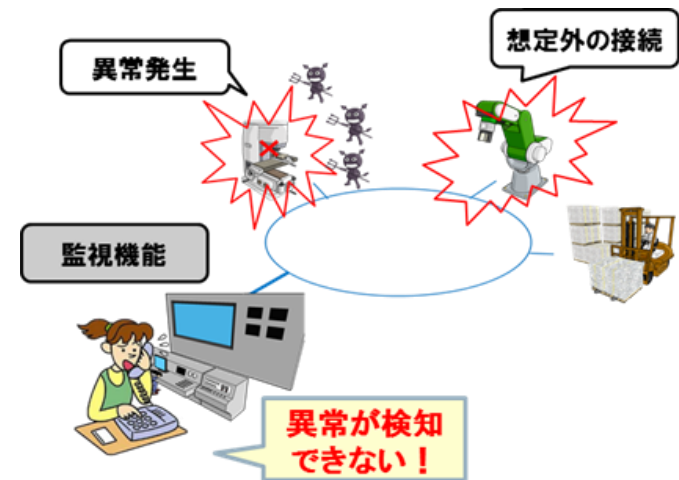 想定外の接続
異常発生
監視機能
異常が検知
できない！